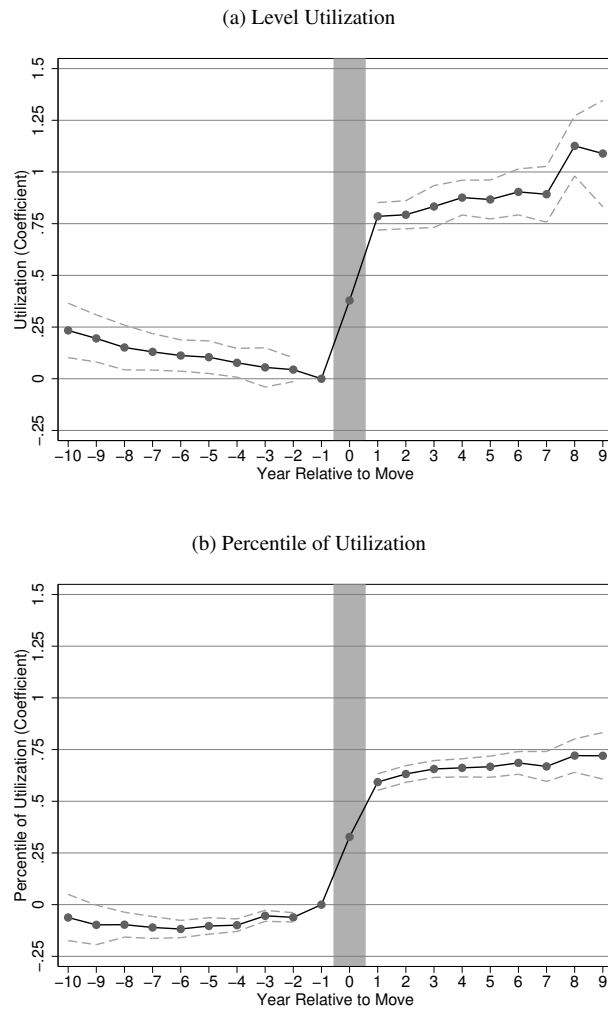 (a) Level Utilization
1.5
1.25
1
.75
.5
.25
0
-.25
Utilization (Coefficient)
−10 −9 −8 −7 −6 −5 −4 −3 −2 −1 0 1 2 3 4 5 6 7 8 9
Year Relative to Move
(b) Percentile of Utilization
1.5
1.25
1
.75
.5
.25
0
-.25
Percentile of Utilization (Coefficient)
−10 −9 −8 −7 −6 −5 −4 −3 −2 −1 0 1 2 3 4 5 6 7 8 9
Year Relative to Move